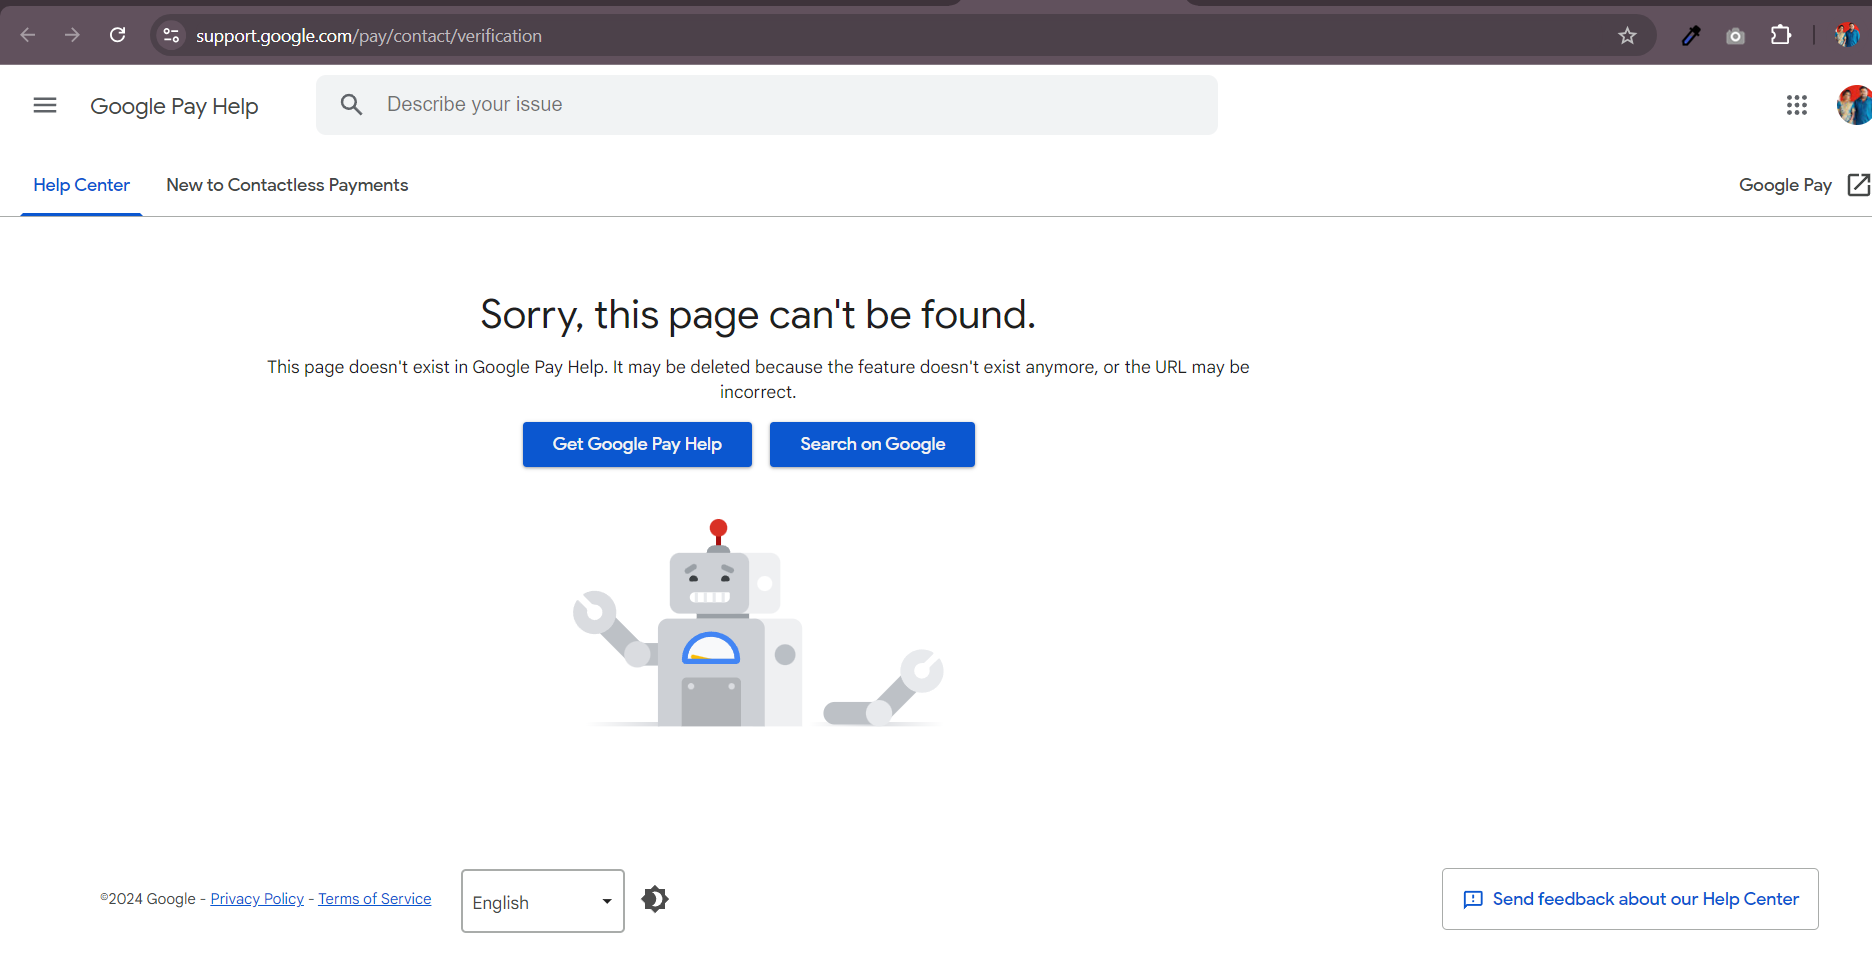 support.google.com/pay/contact/verification
Google Pay Help
Describe your issue
Help Center
New to Contactless Payments
Google Pay
Sorry, this page can't be found.
This page doesn't exist in Google Pay Help. It may be deleted because the feature doesn't exist anymore, or the URL may be
incorrect.
Get Google Pay Help
Search on Google
©2024 Google - Privacy Policy - Terms of Service
English
Send feedback about our Help Center